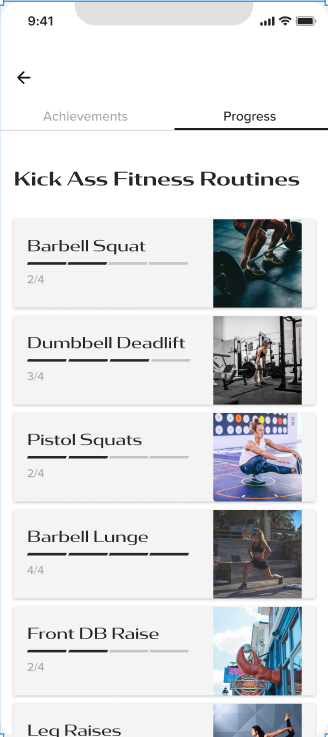 9:41
Achievements
Progress
Kick Ass Fitness Routines
Barbell Squat
2/4
Dumbbell Deadlift
3/4
Pistol Squats
2/4
Barbell Lunge
4/4
Front DB Raise
2/4
Leg Raises